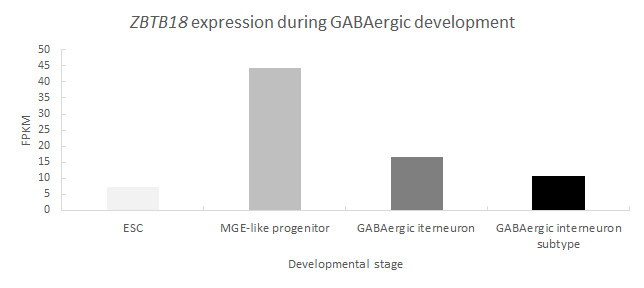 ZBTB18 expression during GABAergic development
50
45
40
35
30
25
20
15
10
5
0
FPKM
ESC
MGE-like progenitor
GABAergic iterneuron
GABAergic interneuron
subtype
Developmental stage